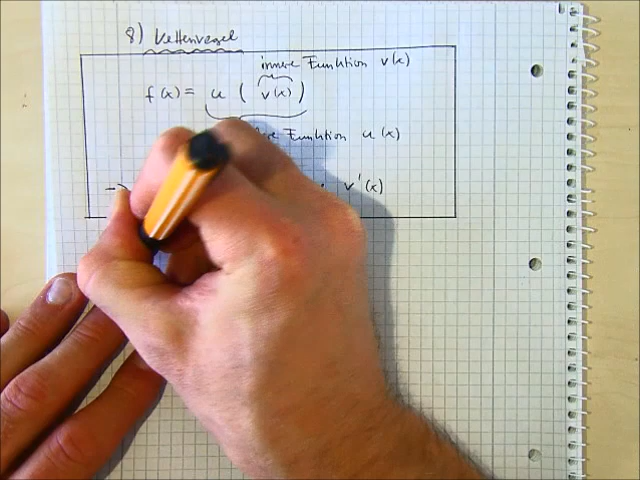 8) Kettenregel
innere Funktion v(x)
f(x) = u ( v(x) )
Funktion u(x)
→ · v'(x)